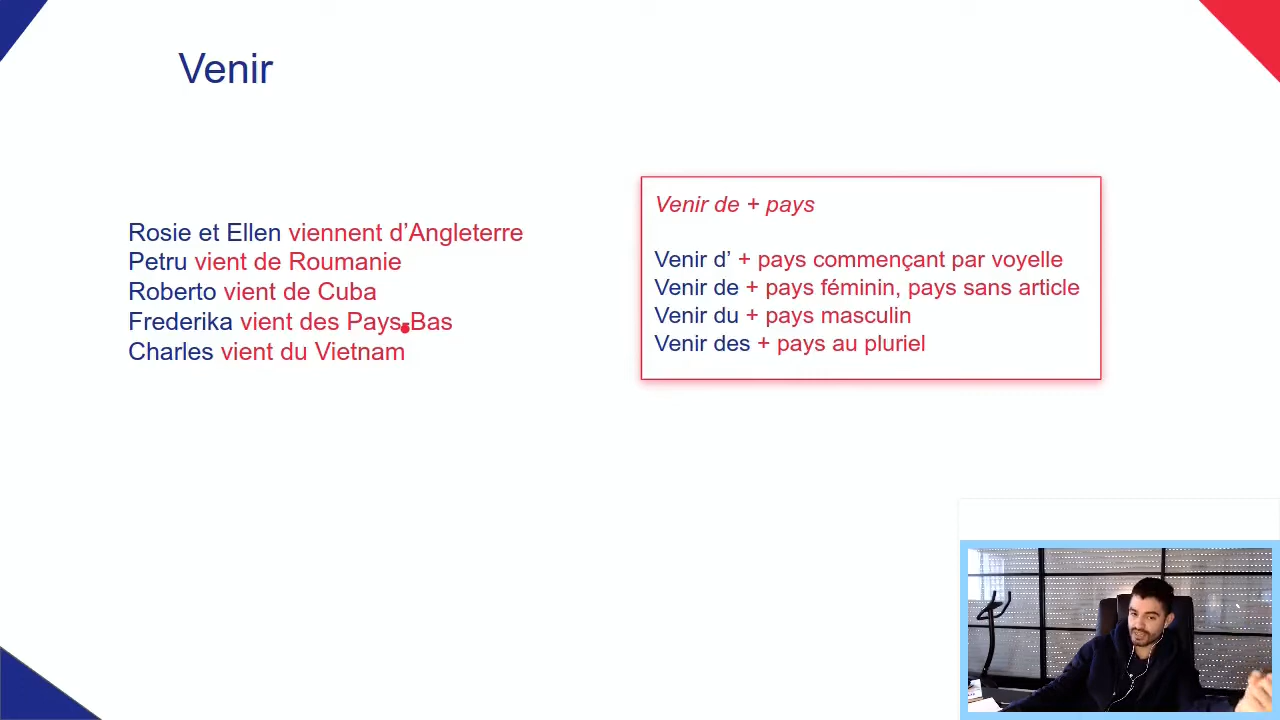 Venir
Rosie et Ellen viennent d’Angleterre
Petru vient de Roumanie
Roberto vient de Cuba
Frederika vient des Pays-Bas
Charles vient du Vietnam
Venir de + pays
Venir d’ + pays commençant par voyelle
Venir de + pays féminin, pays sans article
Venir du + pays masculin
Venir des + pays au pluriel